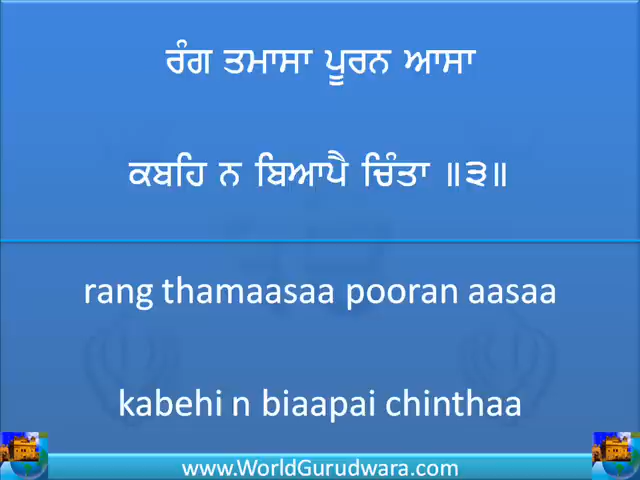 ਰੰਗ ਤਮਾਸਾ ਪੂਰਨ ਆਸਾ
ਕਬਹਿ ਨ ਬਿਆਪੈ ਚਿੰਤਾ ॥੩॥
rang thamaasaa pooran aasaa
kabehi n biaapai chinthaa
www.WorldGurudwara.com